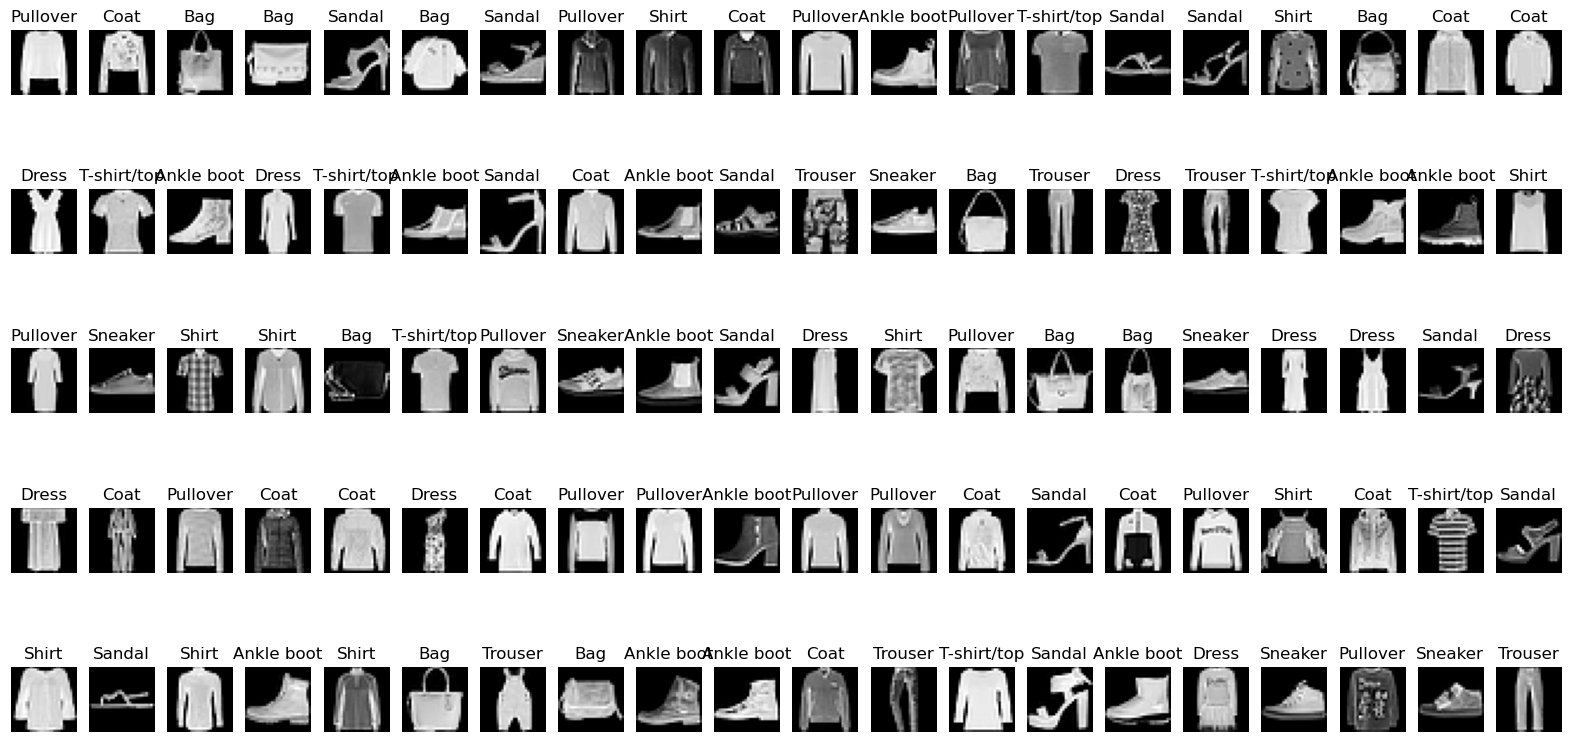 Pullover Coat Bag Bag Sandal Bag Sandal Pullover Shirt Coat Pullover Ankle boot Pullover T-shirt/top Sandal Sandal Shirt Bag Coat Coat
Dress T-shirt/top Ankle boot Dress T-shirt/top Ankle boot Sandal Coat Ankle boot Sandal Trouser Sneaker Bag Trouser Dress Trouser T-shirt/top Ankle boot Ankle boot Shirt
Pullover Sneaker Shirt Shirt Bag T-shirt/top Pullover Sneaker Ankle boot Sandal Dress Shirt Pullover Bag Bag Sneaker Dress Dress Sandal Dress
Dress Coat Pullover Coat Coat Dress Coat Pullover Pullover Ankle boot Pullover Pullover Coat Sandal Coat Pullover Shirt Coat T-shirt/top Sandal
Shirt Sandal Shirt Ankle boot Shirt Bag Trouser Bag Ankle boot Ankle boot Coat Trouser T-shirt/top Sandal Ankle boot Dress Sneaker Pullover Sneaker Trouser